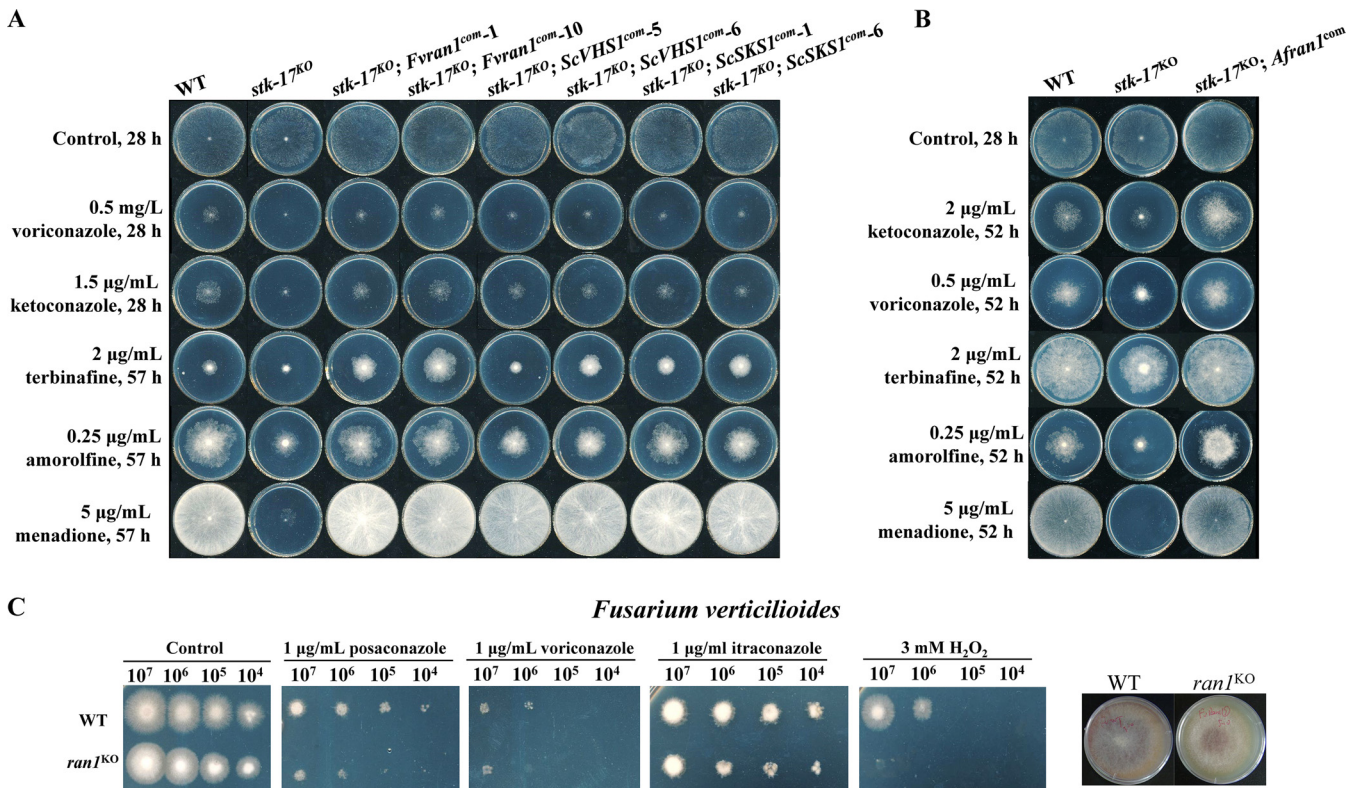 A
WT
stk-17KO
stk-17KO; Fvran1com-1
stk-17KO; Fvran1com-10
stk-17KO; ScVHS1com-5
stk-17KO; ScVHS1com-6
stk-17KO; ScSKS1com-1
stk-17KO; ScSKS1com-6
Control, 28 h
0.5 mg/L
voriconazole, 28 h
1.5 μg/mL
ketoconazole, 28 h
2 μg/mL
terbinafine, 57 h
0.25 μg/mL
amorolfine, 57 h
5 μg/mL
menadione, 57 h
B
WT
stk-17KO
stk-17KO; Afran1com
Control, 28 h
2 μg/mL
ketoconazole, 52 h
0.5 μg/mL
voriconazole, 52 h
2 μg/mL
terbinafine, 52 h
0.25 μg/mL
amorolfine, 52 h
5 μg/mL
menadione, 52 h
C
Fusarium verticilioides
Control
10⁷ 10⁶ 10⁵ 10⁴
1 μg/mL posaconazole
10⁷ 10⁶ 10⁵ 10⁴
1 μg/mL voriconazole
10⁷ 10⁶ 10⁵ 10⁴
1 μg/ml itraconazole
10⁷ 10⁶ 10⁵ 10⁴
3 mM H₂O₂
10⁷ 10⁶ 10⁵ 10⁴
WT
ran1KO
WT
ran1KO